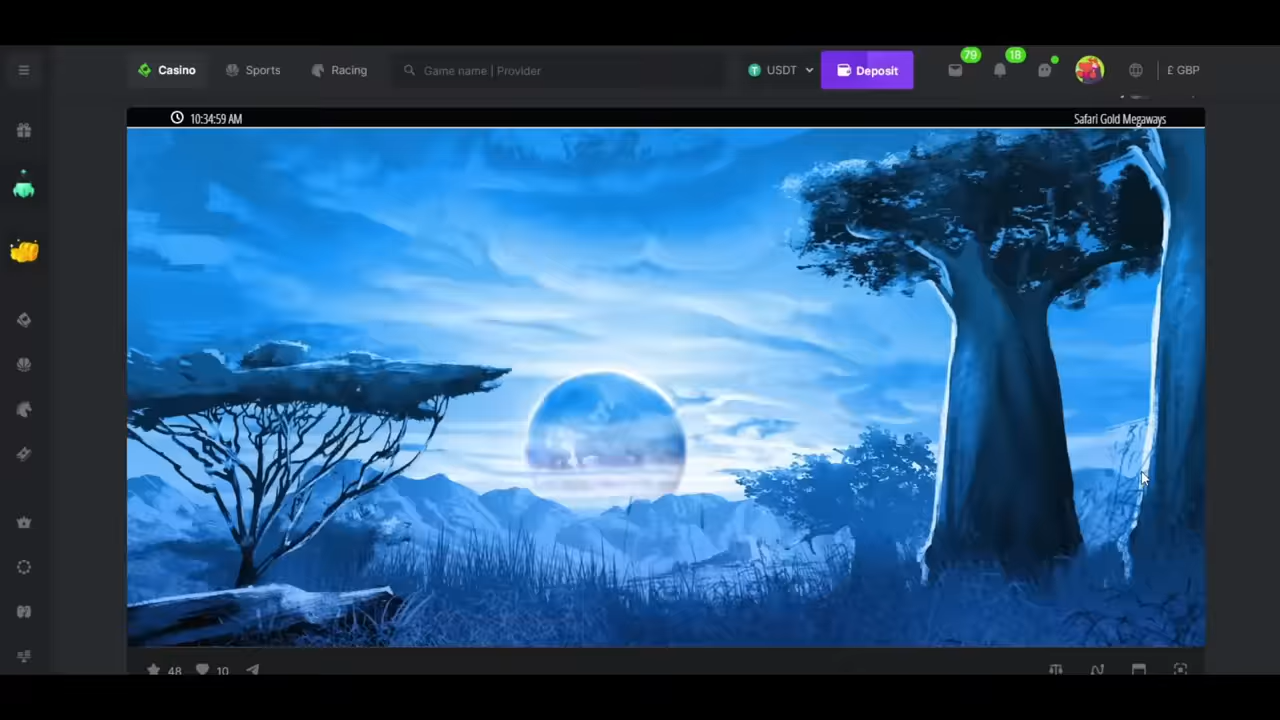 Casino Sports Racing Game name | Provider USDT Deposit 79 18 £ GBP
10:34:59 AM Safari Gold Megaways
48 10